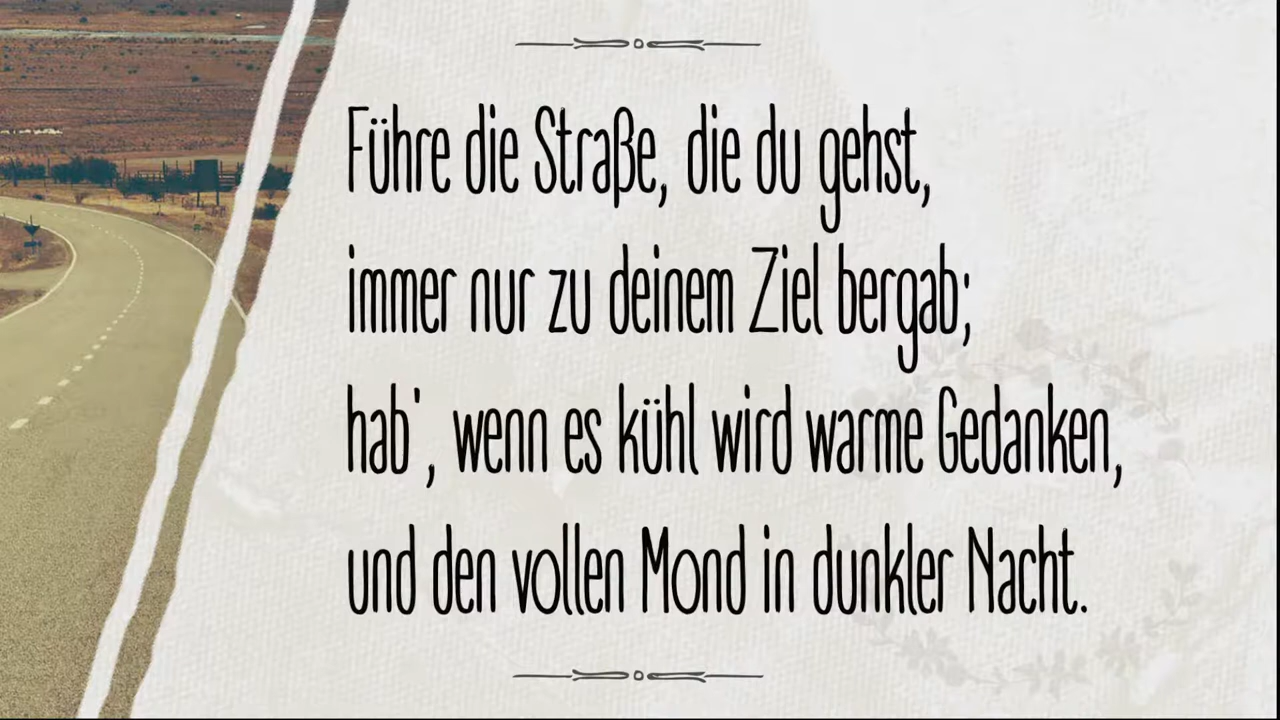 Führe die Straße, die du gehst,
immer nur zu deinem Ziel bergab;
hab', wenn es kühl wird warme Gedanken,
und den vollen Mond in dunkler Nacht.